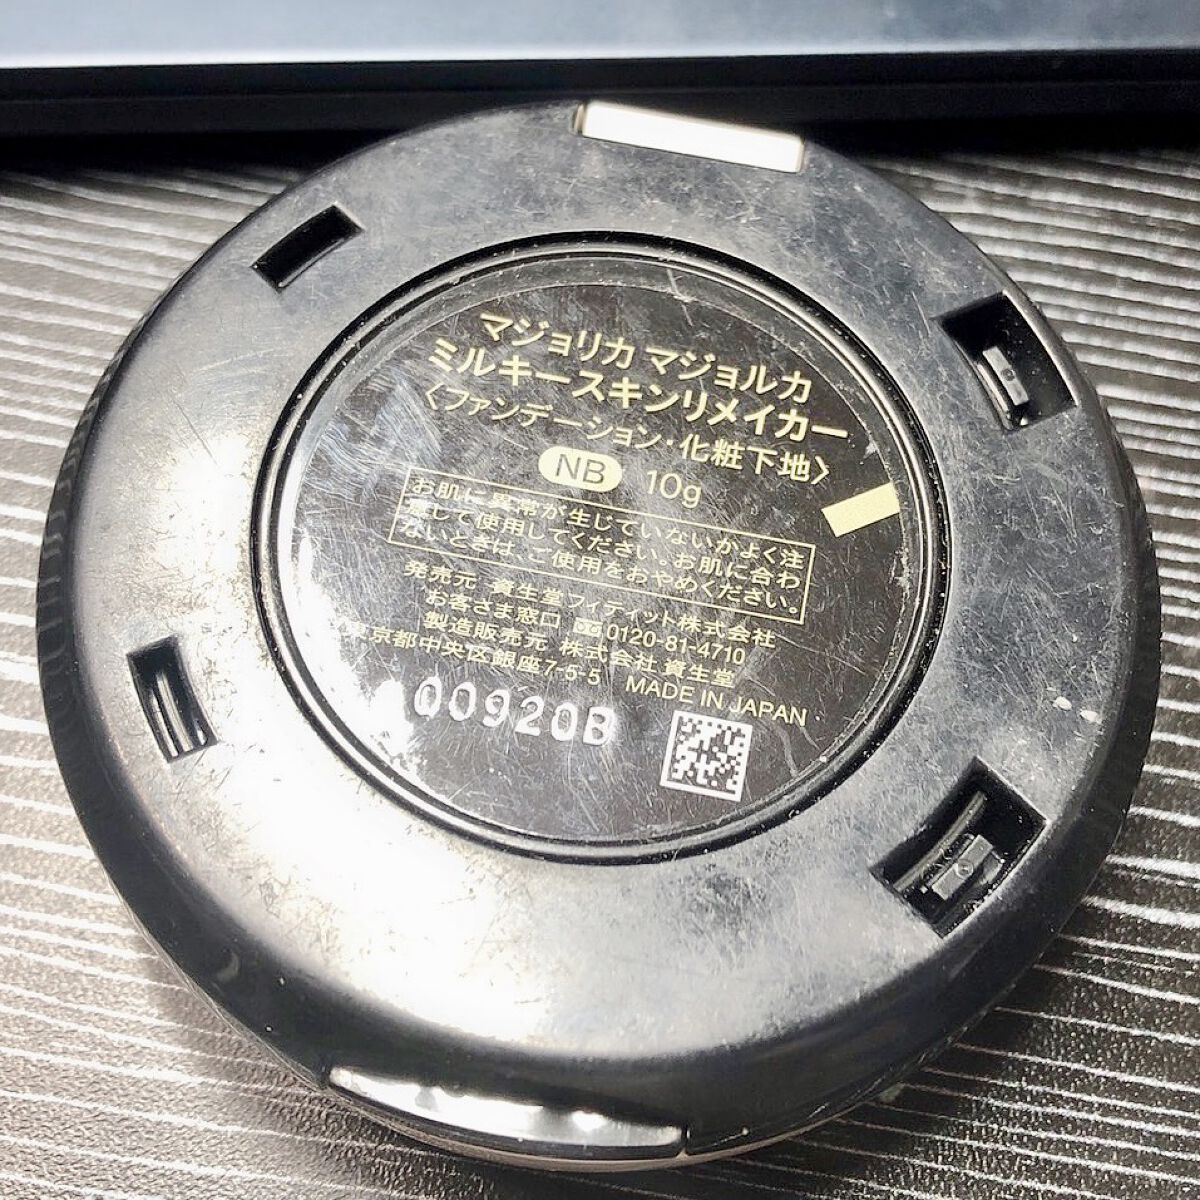 マジョリカ マジョルカ
ミルキースキンリメイカー
〈ファンデーション・化粧下地〉
NB 10g
お肌に異常が生じていないかよく注
意して使用してください。お肌に合わ
ないときは、ご使用をおやめください。
発売元 資生堂フィティット株式会社
お客さま窓口 0120-81-4710
製造販売元 株式会社 資生堂
東京都中央区銀座7-5-5 MADE IN JAPAN
00920B